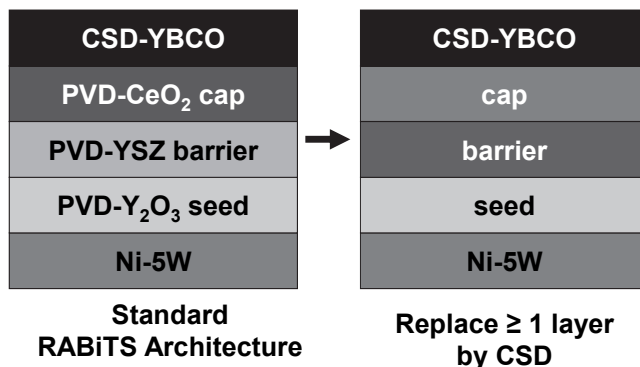 CSD-YBCO
PVD-CeO₂ cap
PVD-YSZ barrier
PVD-Y₂O₃ seed
Ni-5W
Standard
RABiTS Architecture
CSD-YBCO
cap
barrier
seed
Ni-5W
Replace ≥ 1 layer
by CSD